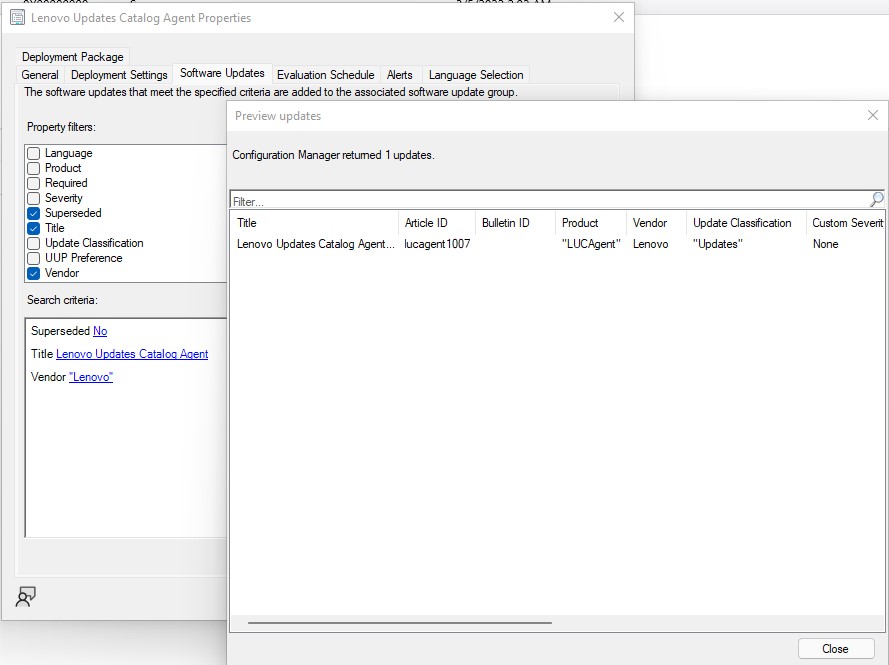 Lenovo Updates Catalog Agent Properties
Deployment Package
General Deployment Settings Software Updates Evaluation Schedule Alerts Language Selection
The software updates that meet the specified criteria are added to the associated software update group.
Property filters:
Language
Product
Required
Severity
Superseded
Title
Update Classification
UUP Preference
Vendor
Search criteria:
Superseded No
Title Lenovo Updates Catalog Agent
Vendor "Lenovo"
Preview updates
Configuration Manager returned 1 updates.
Filter...
Title Article ID Bulletin ID Product Vendor Update Classification Custom Severit
Lenovo Updates Catalog Agent... lucagent1007 "LUCAgent" Lenovo "Updates" None
Close